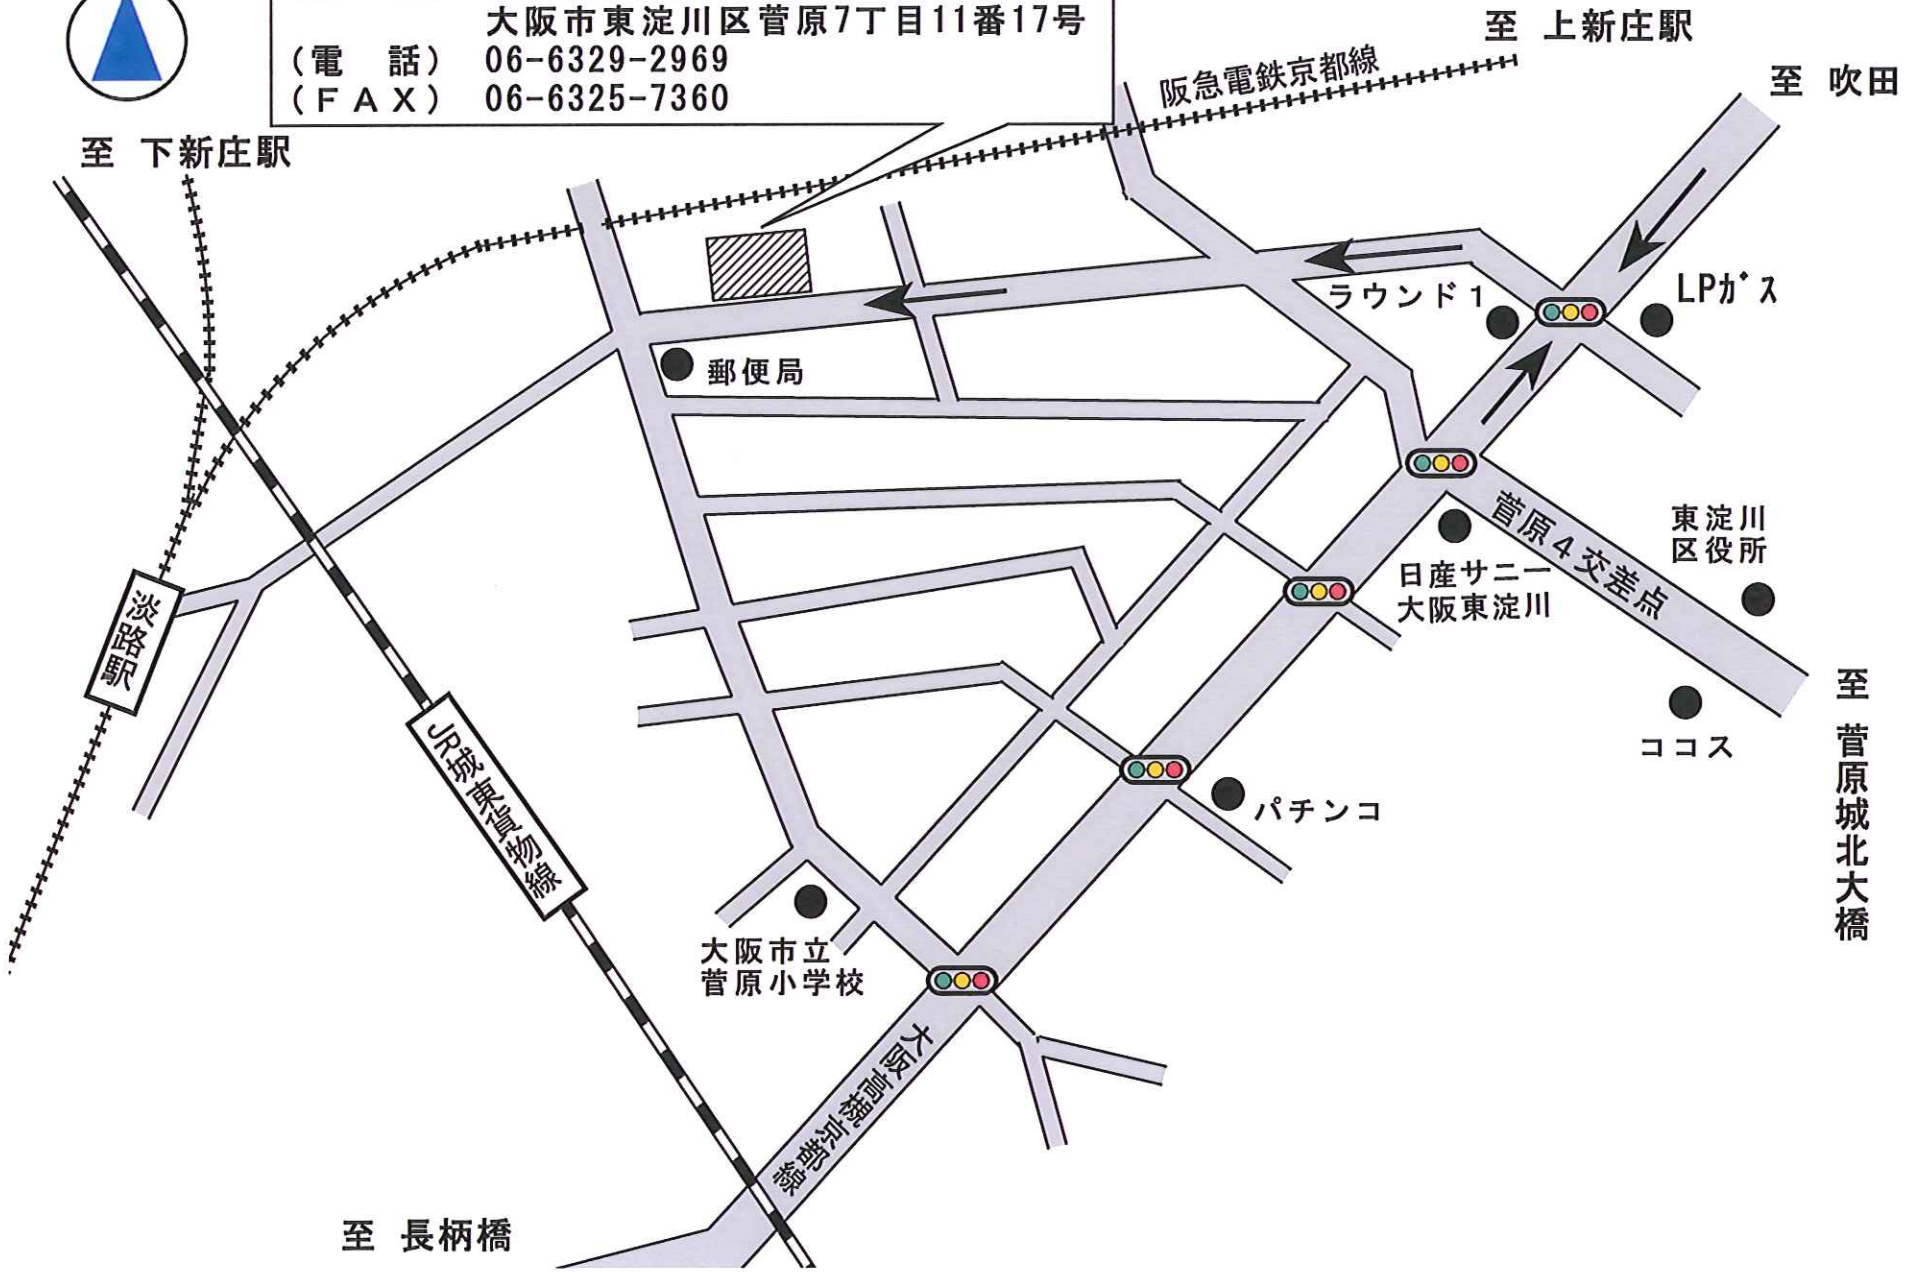 大阪市東淀川区菅原7丁目11番17号
(電　話)　06-6329-2969
(ＦＡＸ)　06-6325-7360
至 上新庄駅
阪急電鉄京都線
至 吹田
至 下新庄駅
ラウンド1
LPｶﾞｽ
郵便局
菅原4交差点
東淀川
区役所
日産サニー
大阪東淀川
淡路駅
至 菅原城北大橋
ココス
JR城東貨物線
パチンコ
大阪市立
菅原小学校
大阪高槻京都線
至 長柄橋